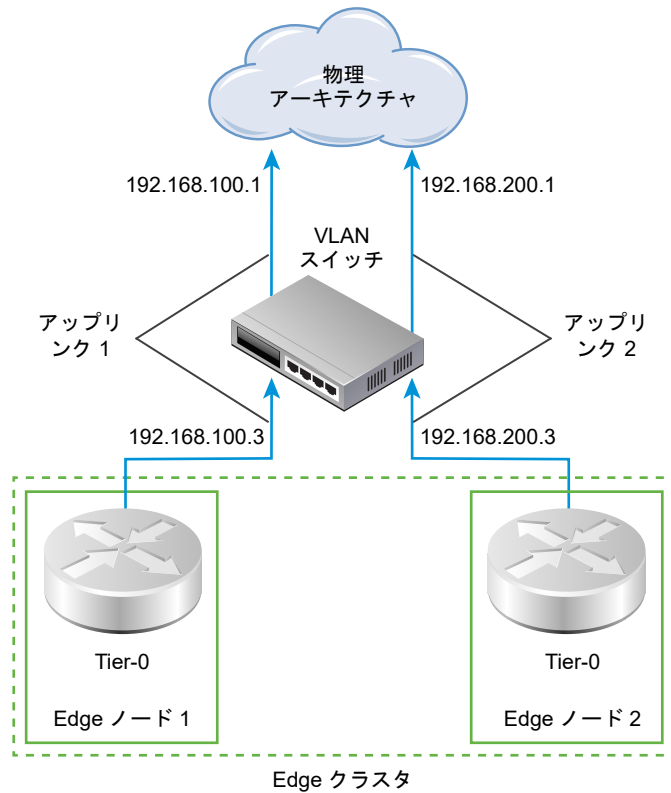 物理
アーキテクチャ
192.168.100.1
192.168.200.1
VLAN
スイッチ
アップリ
ンク 1
アップリ
ンク 2
192.168.100.3
192.168.200.3
Tier-0
Tier-0
Edge ノード 1
Edge ノード 2
Edge クラスタ